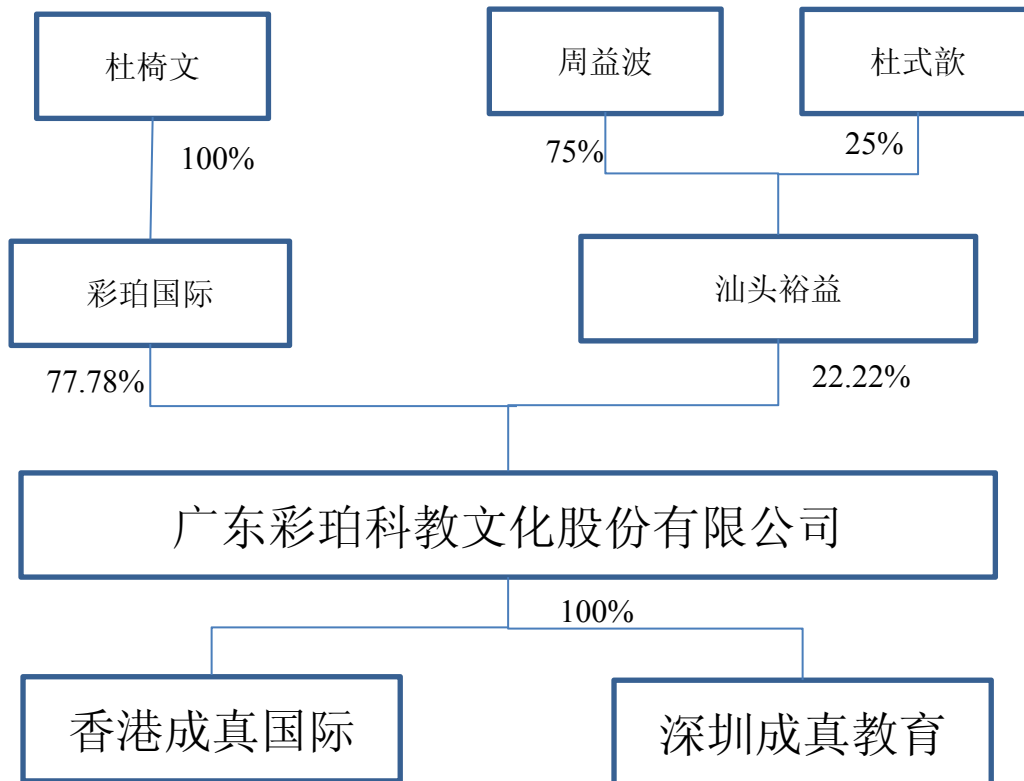 杜椅文
周益波
杜式歆
100%
75%
25%
彩珀国际
汕头裕益
77.78%
22.22%
广东彩珀科教文化股份有限公司
100%
香港成真国际
深圳成真教育